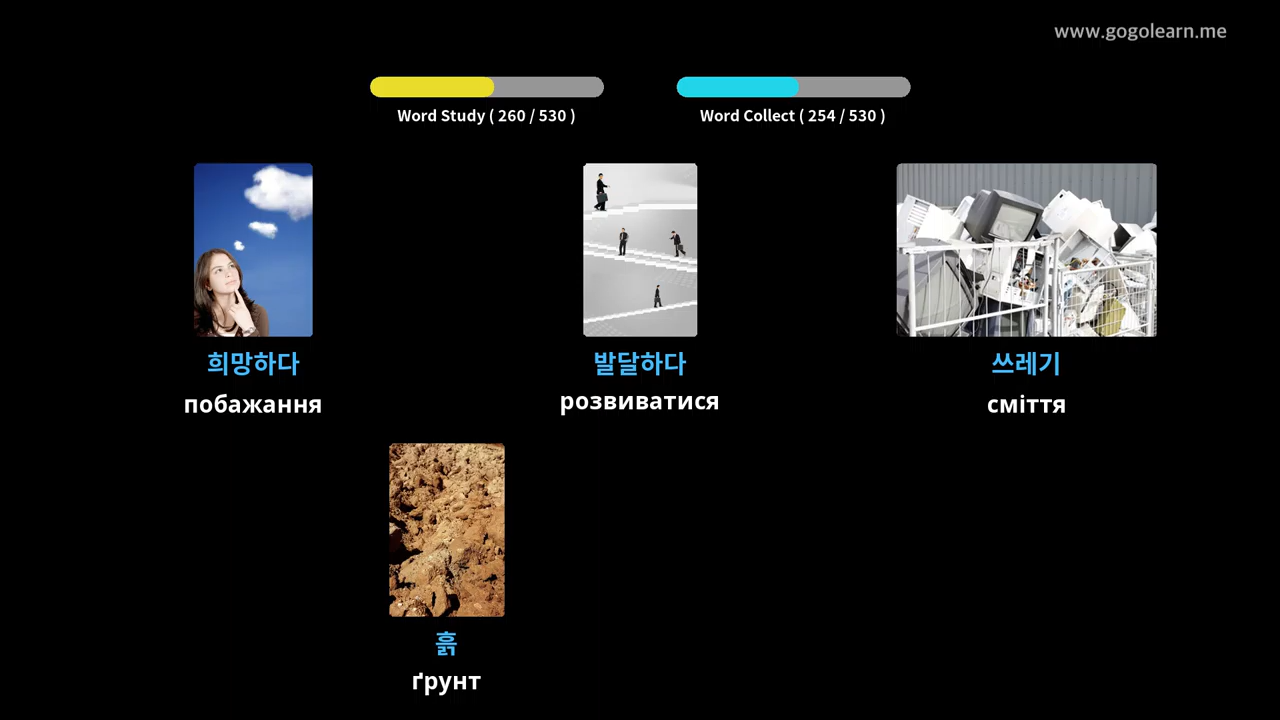 www.gogolearn.me
Word Study ( 260 / 530 )
Word Collect ( 254 / 530 )
희망하다
побажання
발달하다
розвиватися
쓰레기
сміття
흙
ґрунт